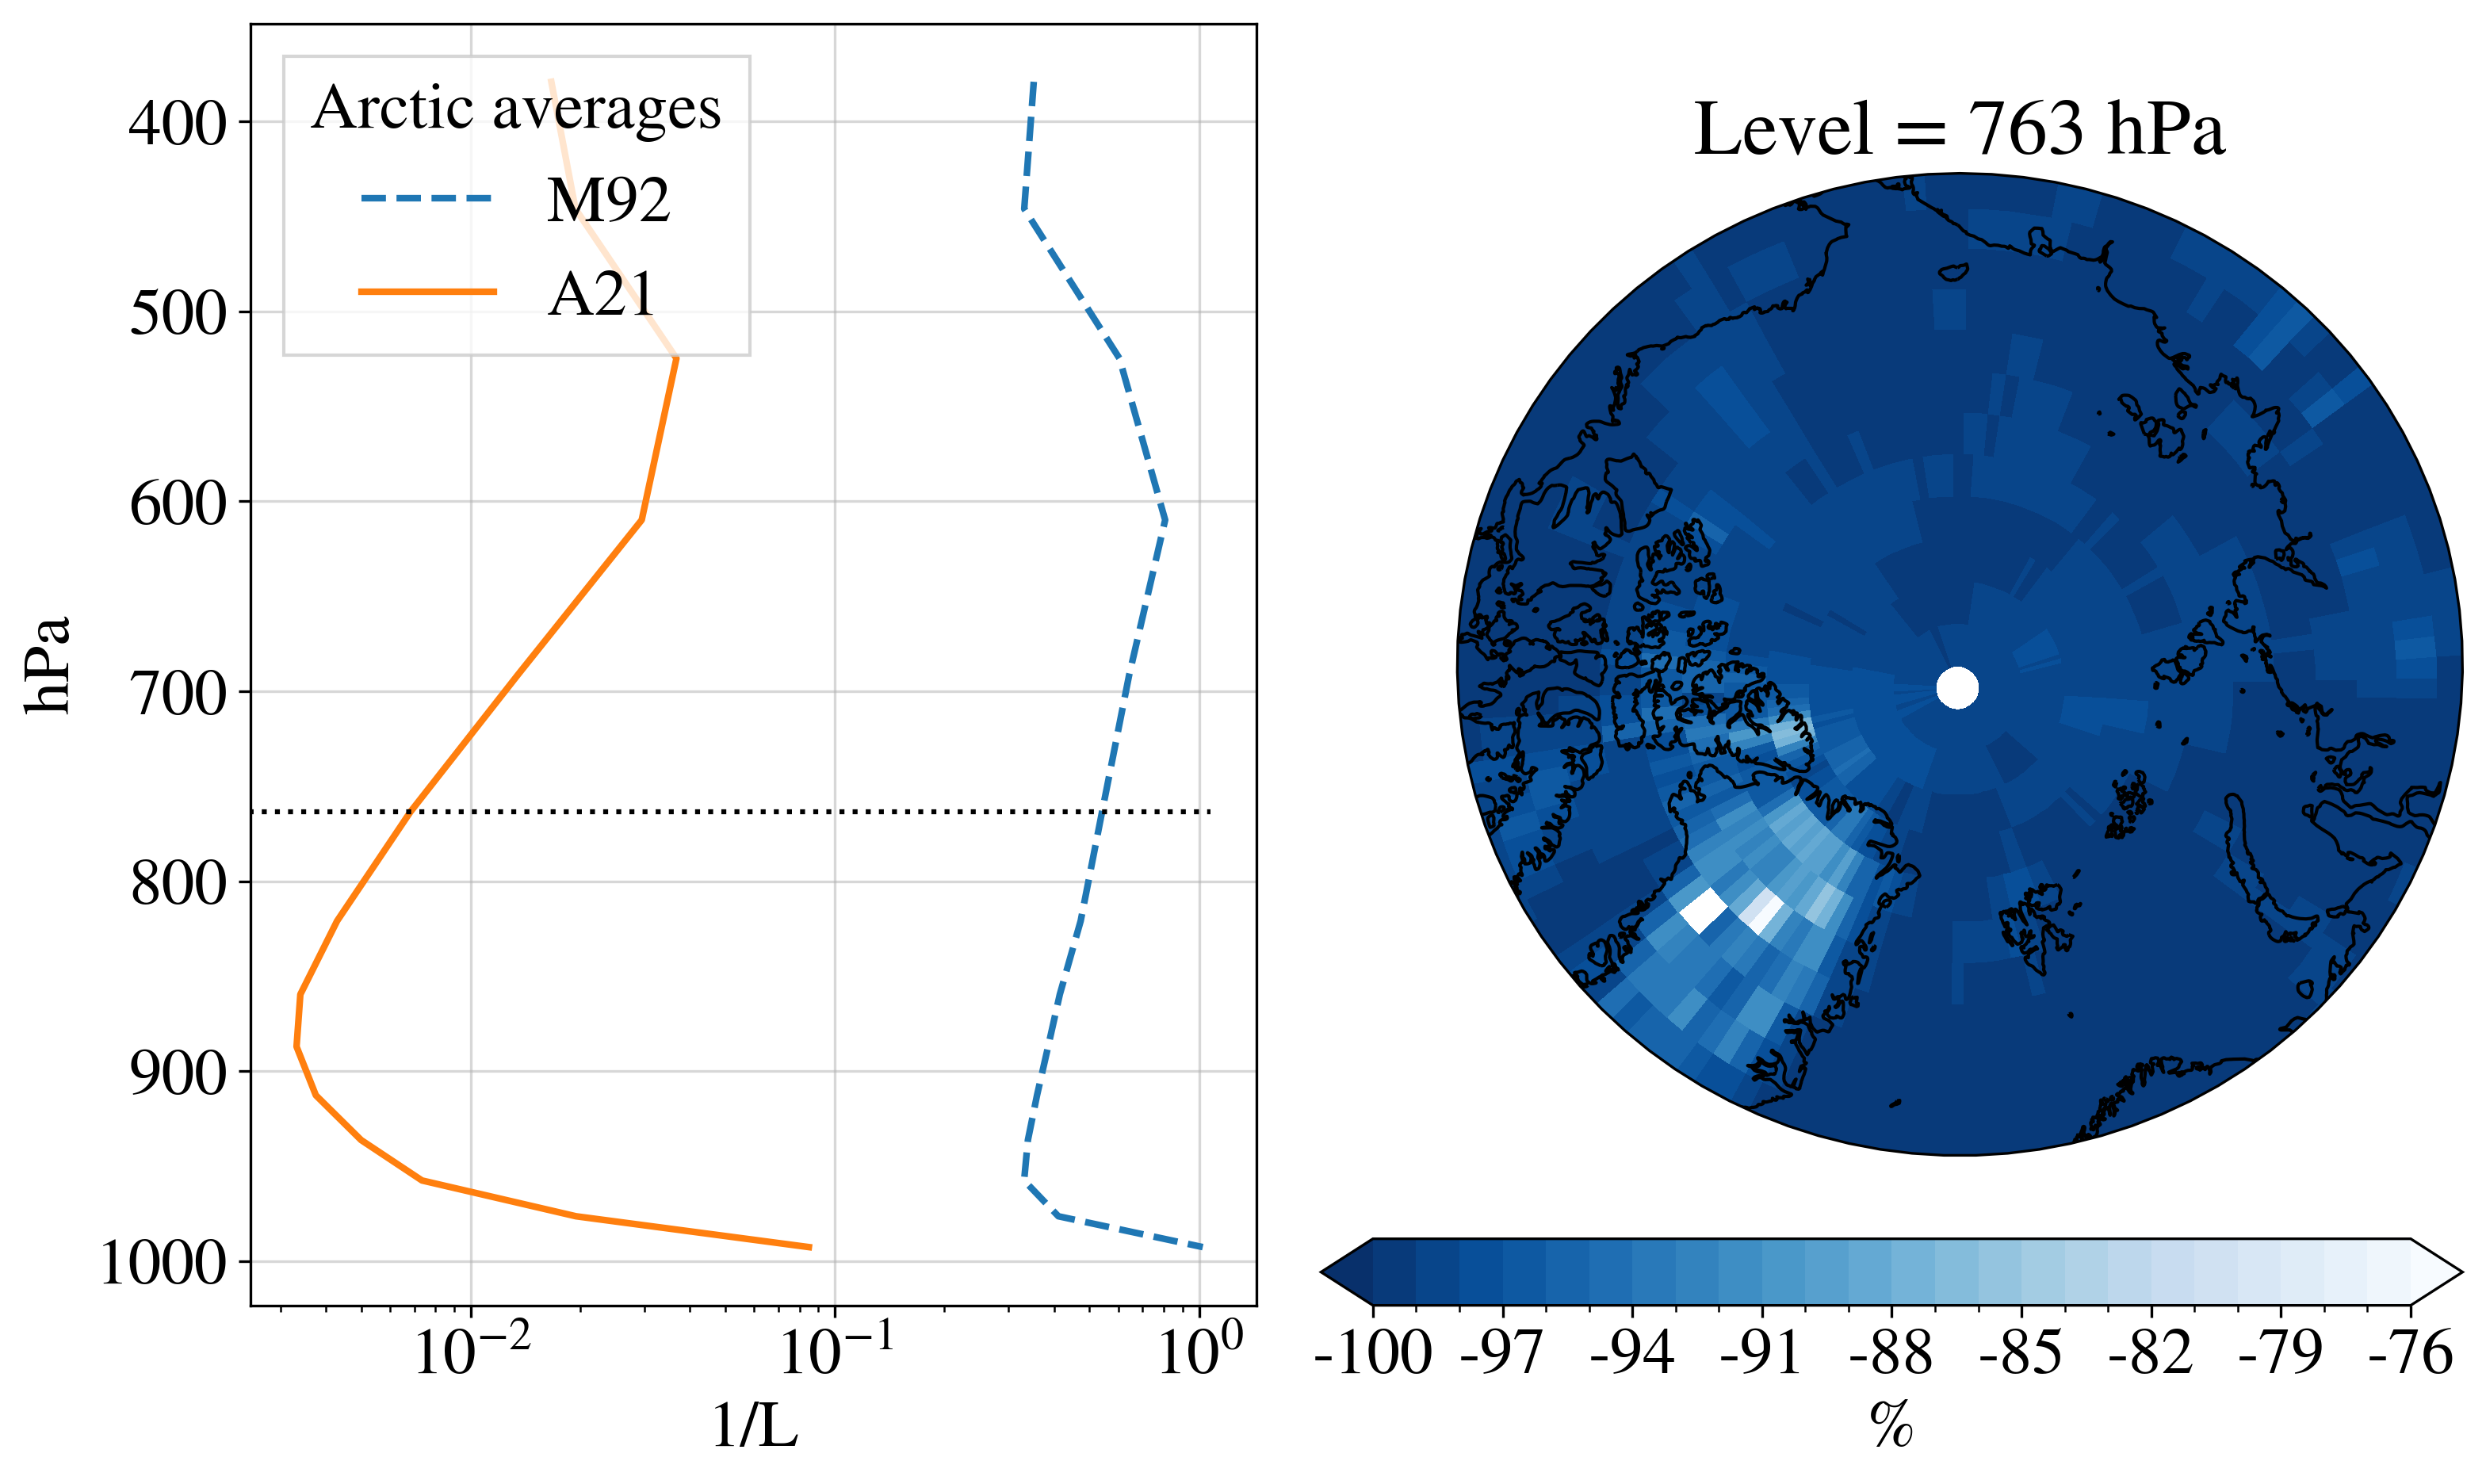 Arctic averages
M92
A21
400
500
600
700
800
900
1000
hPa
10⁻² 10⁻¹ 10⁰
1/L
Level = 763 hPa
-100 -97 -94 -91 -88 -85 -82 -79 -76
%